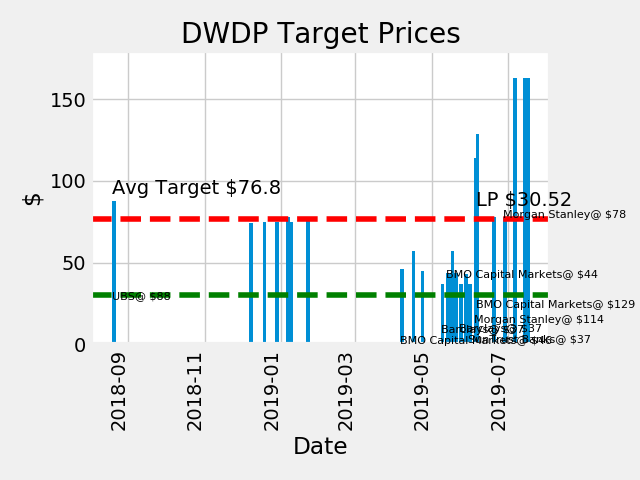 DWDP Target Prices
$
150
100
50
0
Avg Target $76.8
LP $30.52
Morgan Stanley@ $78
BMO Capital Markets@ $44
UBS@ $88
BMO Capital Markets@ $129
Morgan Stanley@ $114
Barclays@ $37
BMO Capital Markets@ $46
2018-09
2018-11
2019-01
2019-03
2019-05
2019-07
Date